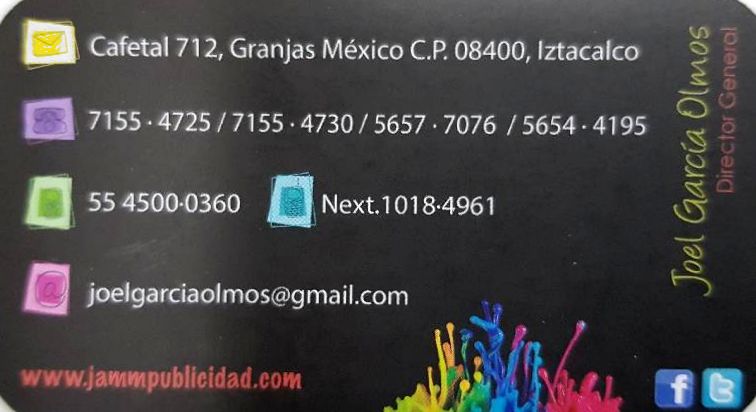 Cafetal 712, Granjas México C.P. 08400, Iztacalco
7155 · 4725 / 7155 · 4730 / 5657 · 7076 / 5654 · 4195
55 4500·0360
Next.1018·4961
joelgarciaolmos@gmail.com
www.jammpublicidad.com
Joel García Olmos
Director General